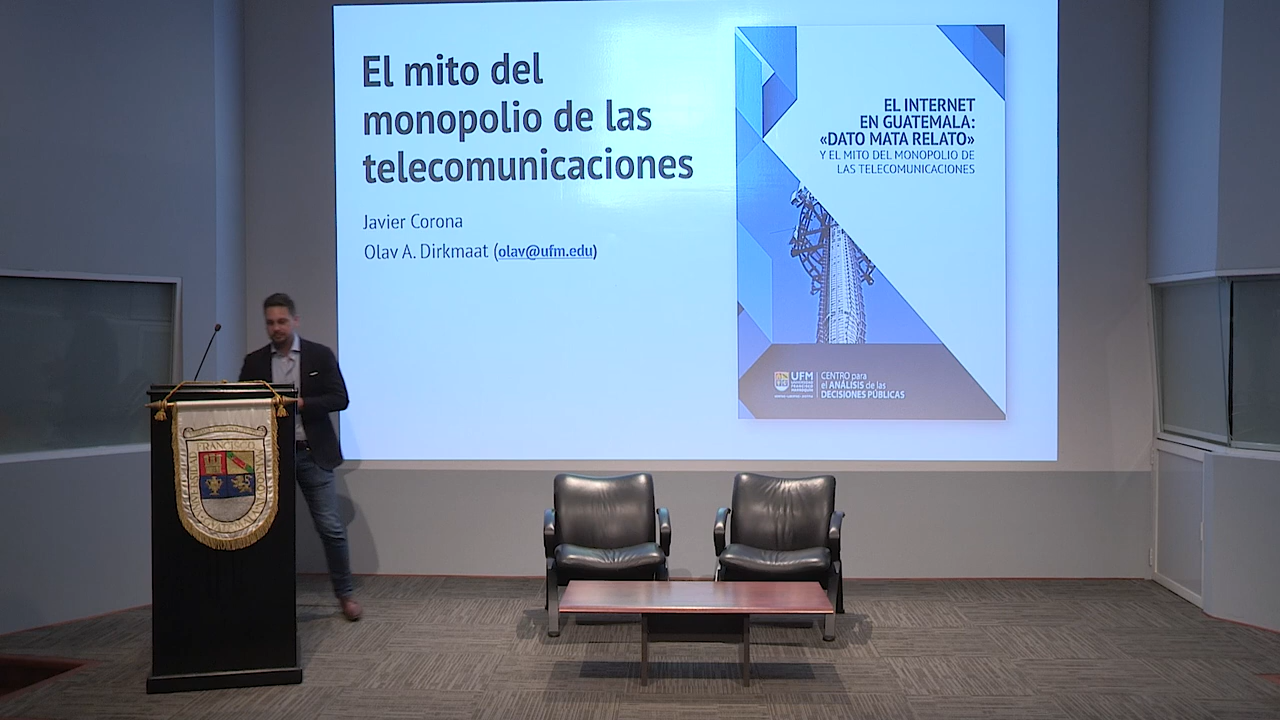 El mito del
monopolio de las
telecomunicaciones
Javier Corona
Olav A. Dirkmaat (olav@ufm.edu)
EL INTERNET
EN GUATEMALA:
«DATO MATA RELATO»
Y EL MITO DEL MONOPOLIO DE
LAS TELECOMUNICACIONES
UFM
CENTRO para
el ANÁLISIS de las
DECISIONES PÚBLICAS
FRANCISCO